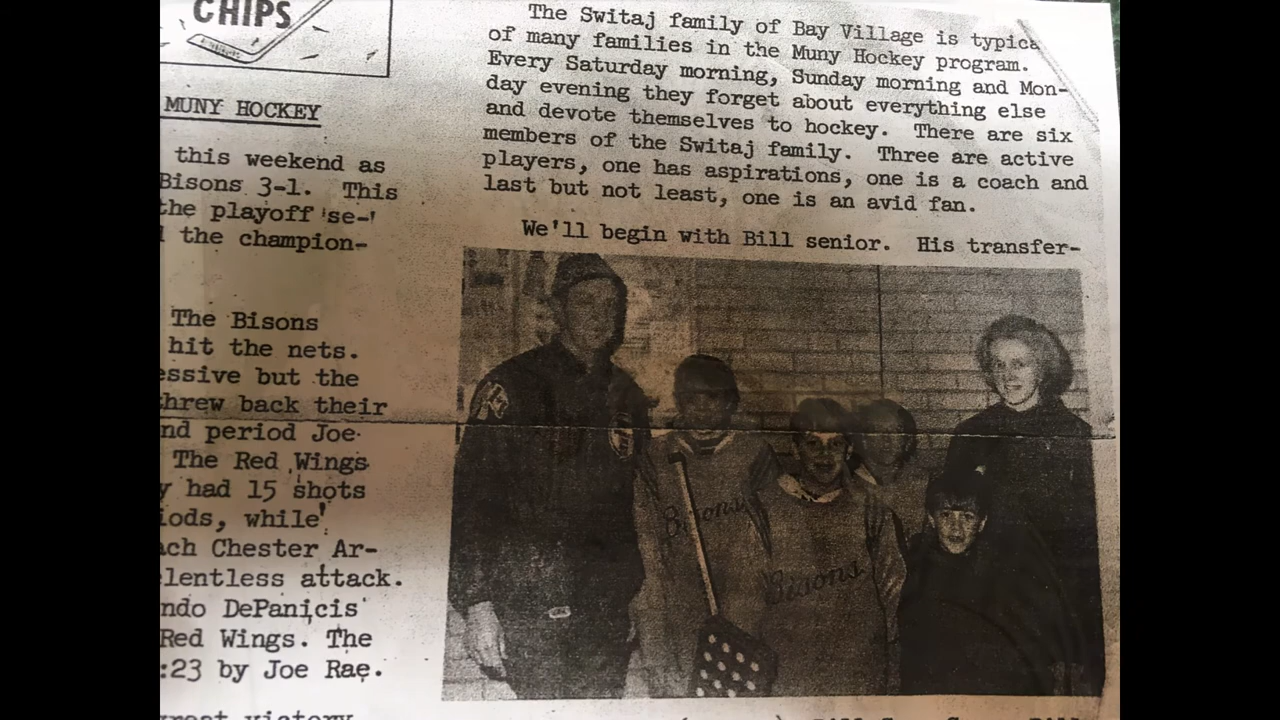 CHIPS
MUNY HOCKEY
this weekend as
Bisons 3-1. This
the playoff se-
the champion-
The Bisons
hit the nets.
essive but the
threw back their
nd period Joe
The Red Wings
y had 15 shots
iods, while
ach Chester Ar-
lentless attack.
ndo DePanicis
Red Wings. The
:23 by Joe Rae.
The Switaj family of Bay Village is typica
of many families in the Muny Hockey program.
Every Saturday morning, Sunday morning and Mon-
day evening they forget about everything else
and devote themselves to hockey. There are six
members of the Switaj family. Three are active
players, one has aspirations, one is a coach and
last but not least, one is an avid fan.
We'll begin with Bill senior. His transfer-
Bisons
Bisons